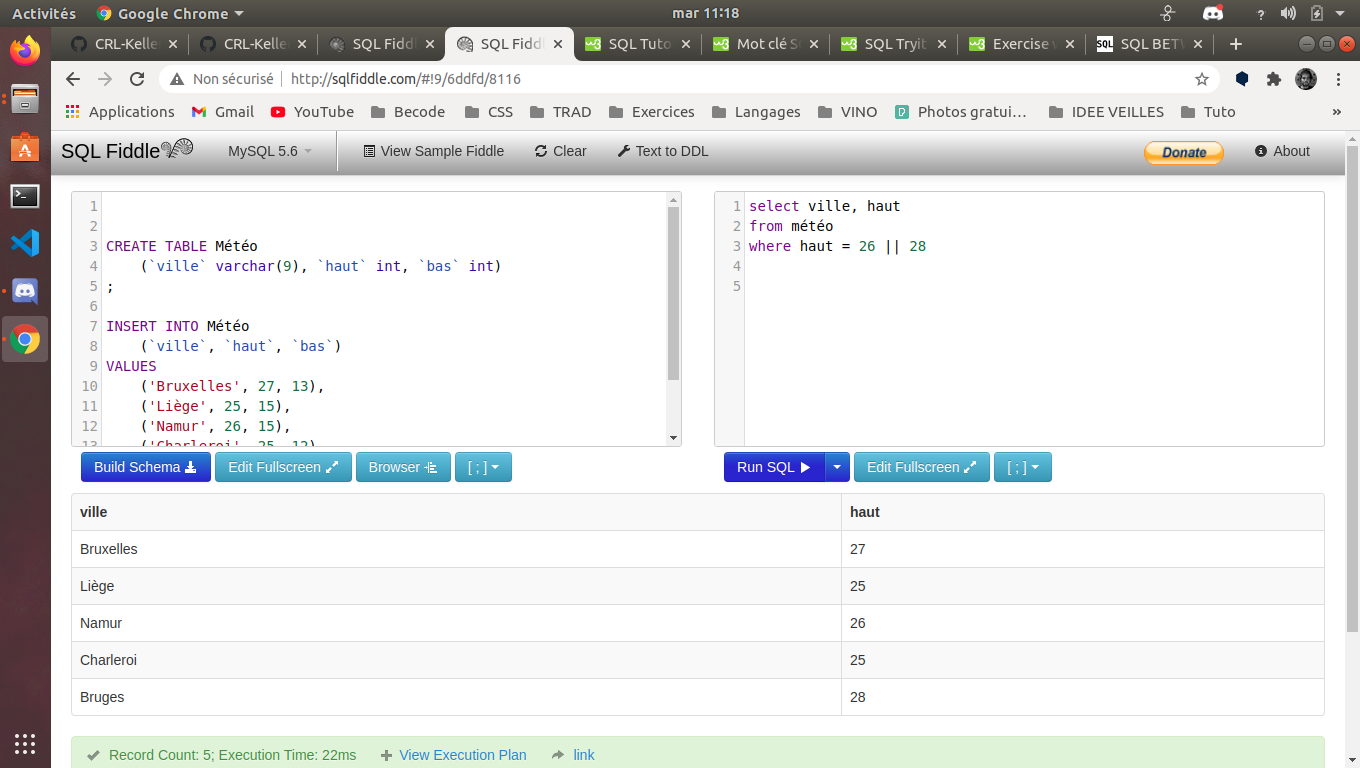 Activités Google Chrome mar 11:18
CRL-Kelle CRL-Kelle SQL Fiddl SQL Fiddl SQL Tuto Mot clé S SQL Tryit Exercise v SQL BETW
Non sécurisé http://sqlfiddle.com/#!9/6ddfd/8116
Applications Gmail YouTube Becode CSS TRAD Exercices Langages VINO Photos gratui… IDEE VEILLES Tuto »
SQL Fiddle MySQL 5.6 View Sample Fiddle Clear Text to DDL Donate About
1
2
3 CREATE TABLE Météo
4 (`ville` varchar(9), `haut` int, `bas` int)
5 ;
6
7 INSERT INTO Météo
8 (`ville`, `haut`, `bas`)
9 VALUES
10 ('Bruxelles', 27, 13),
11 ('Liège', 25, 15),
12 ('Namur', 26, 15),
13 ('Charleroi', 25, 12)
1 select ville, haut
2 from météo
3 where haut = 26 || 28
4
5
Build Schema Edit Fullscreen Browser [ ; ]
Run SQL Edit Fullscreen [ ; ]
ville haut
Bruxelles 27
Liège 25
Namur 26
Charleroi 25
Bruges 28
Record Count: 5; Execution Time: 22ms View Execution Plan link